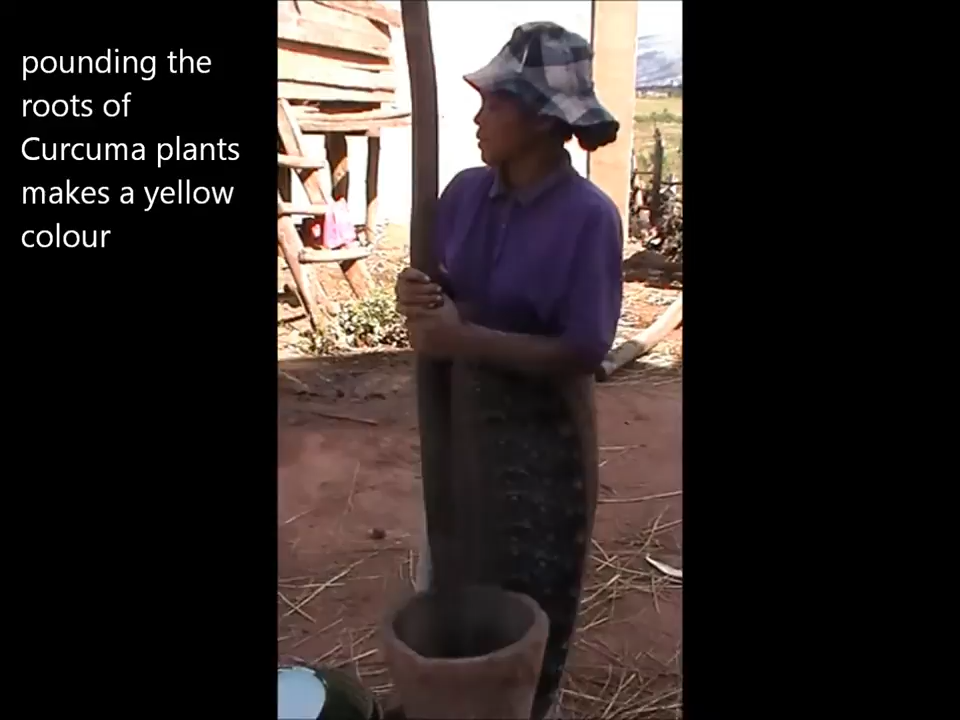 pounding the
roots of
Curcuma plants
makes a yellow
colour